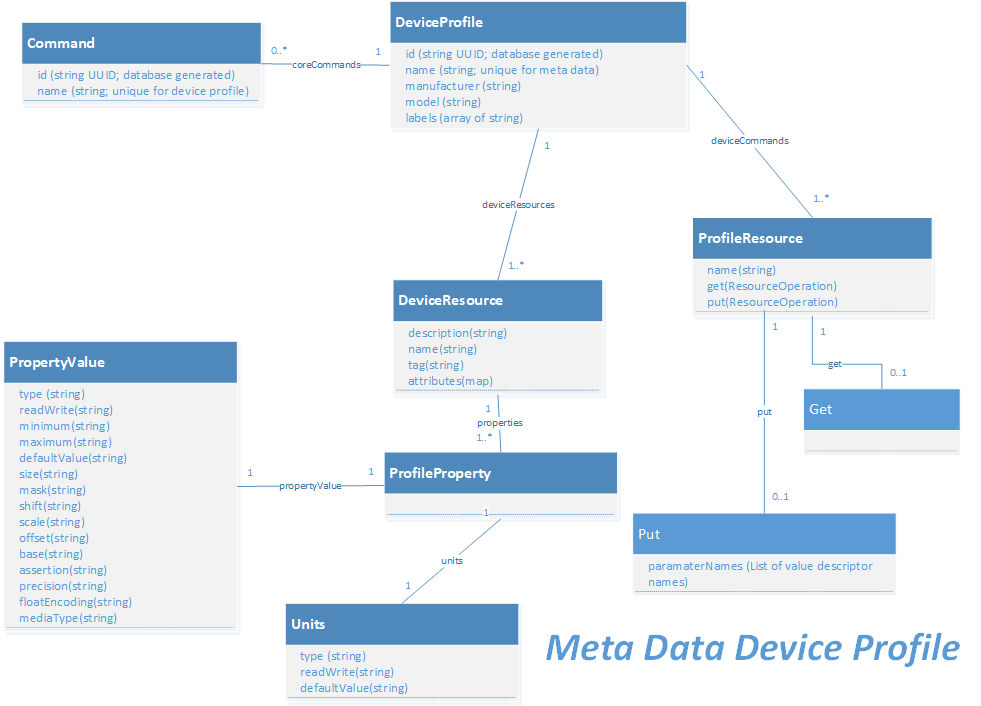 DeviceProfile
id (string UUID; database generated)
name (string; unique for meta data)
manufacturer (string)
model (string)
labels (array of string)
Command
id (string UUID; database generated)
name (string; unique for device profile)
0..*
1
coreCommands
1
deviceCommands
1..*
1
deviceResources
1..*
ProfileResource
name(string)
get(ResourceOperation)
put(ResourceOperation)
DeviceResource
description(string)
name(string)
tag(string)
attributes(map)
1
1
get
0..1
Get
put
0..1
Put
paramaterNames (List of value descriptor
names)
1
properties
1..*
ProfileProperty
PropertyValue
type (string)
readWrite(string)
minimum(string)
maximum(string)
defaultValue(string)
size(string)
mask(string)
shift(string)
scale(string)
offset(string)
base(string)
assertion(string)
precision(string)
floatEncoding(string)
mediaType(string)
1
1
propertyValue
1
units
1
Units
type (string)
readWrite(string)
defaultValue(string)
Meta Data Device Profile